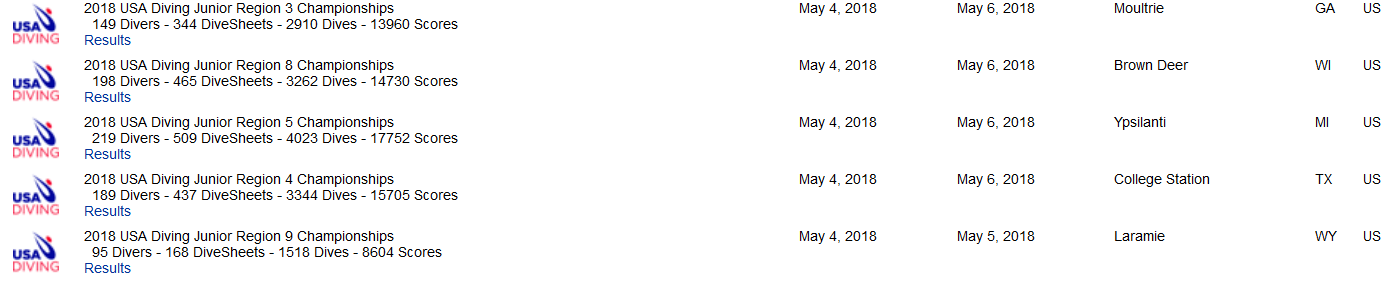 2018 USA Diving Junior Region 3 Championships May 4, 2018 May 6, 2018 Moultrie GA US
USA DIVING 149 Divers - 344 DiveSheets - 2910 Dives - 13960 Scores
Results
2018 USA Diving Junior Region 8 Championships May 4, 2018 May 6, 2018 Brown Deer WI US
USA DIVING 198 Divers - 465 DiveSheets - 3262 Dives - 14730 Scores
Results
2018 USA Diving Junior Region 5 Championships May 4, 2018 May 6, 2018 Ypsilanti MI US
USA DIVING 219 Divers - 509 DiveSheets - 4023 Dives - 17752 Scores
Results
2018 USA Diving Junior Region 4 Championships May 4, 2018 May 6, 2018 College Station TX US
USA DIVING 189 Divers - 437 DiveSheets - 3344 Dives - 15705 Scores
Results
2018 USA Diving Junior Region 9 Championships May 4, 2018 May 5, 2018 Laramie WY US
USA DIVING 95 Divers - 168 DiveSheets - 1518 Dives - 8604 Scores
Results